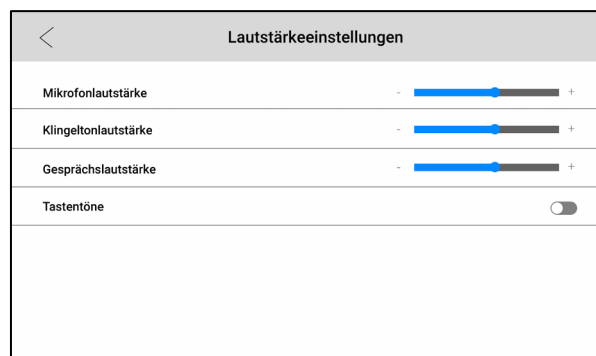 Lautstärkeeinstellungen
Mikrofonlautstärke - +
Klingeltonlautstärke - +
Gesprächslautstärke - +
Tastentöne